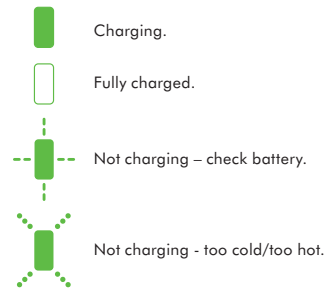 Charging.
Fully charged.
Not charging – check battery.
Not charging - too cold/too hot.